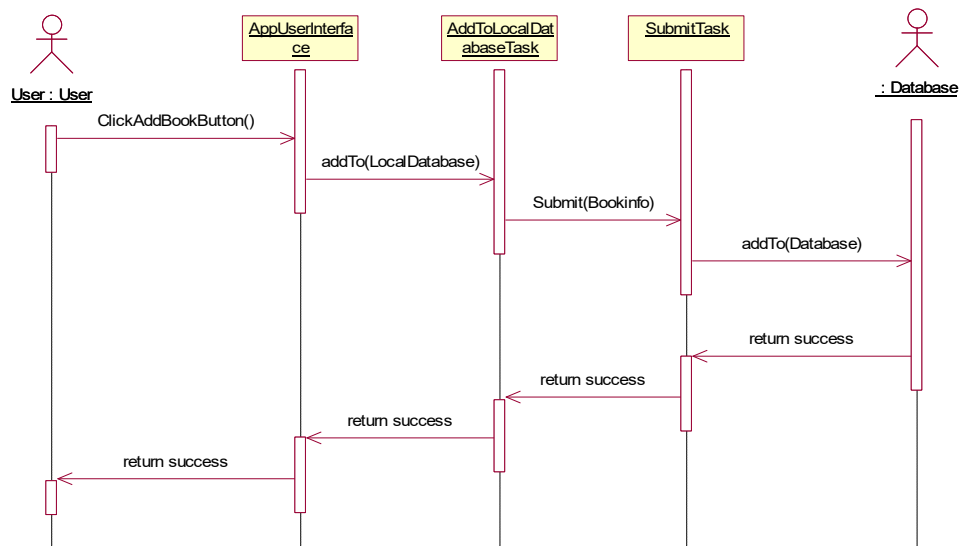 AppUserInterfa
ce
AddToLocalDat
abaseTask
SubmitTask
User : User
: Database
ClickAddBookButton()
addTo(LocalDatabase)
Submit(Bookinfo)
addTo(Database)
return success
return success
return success
return success